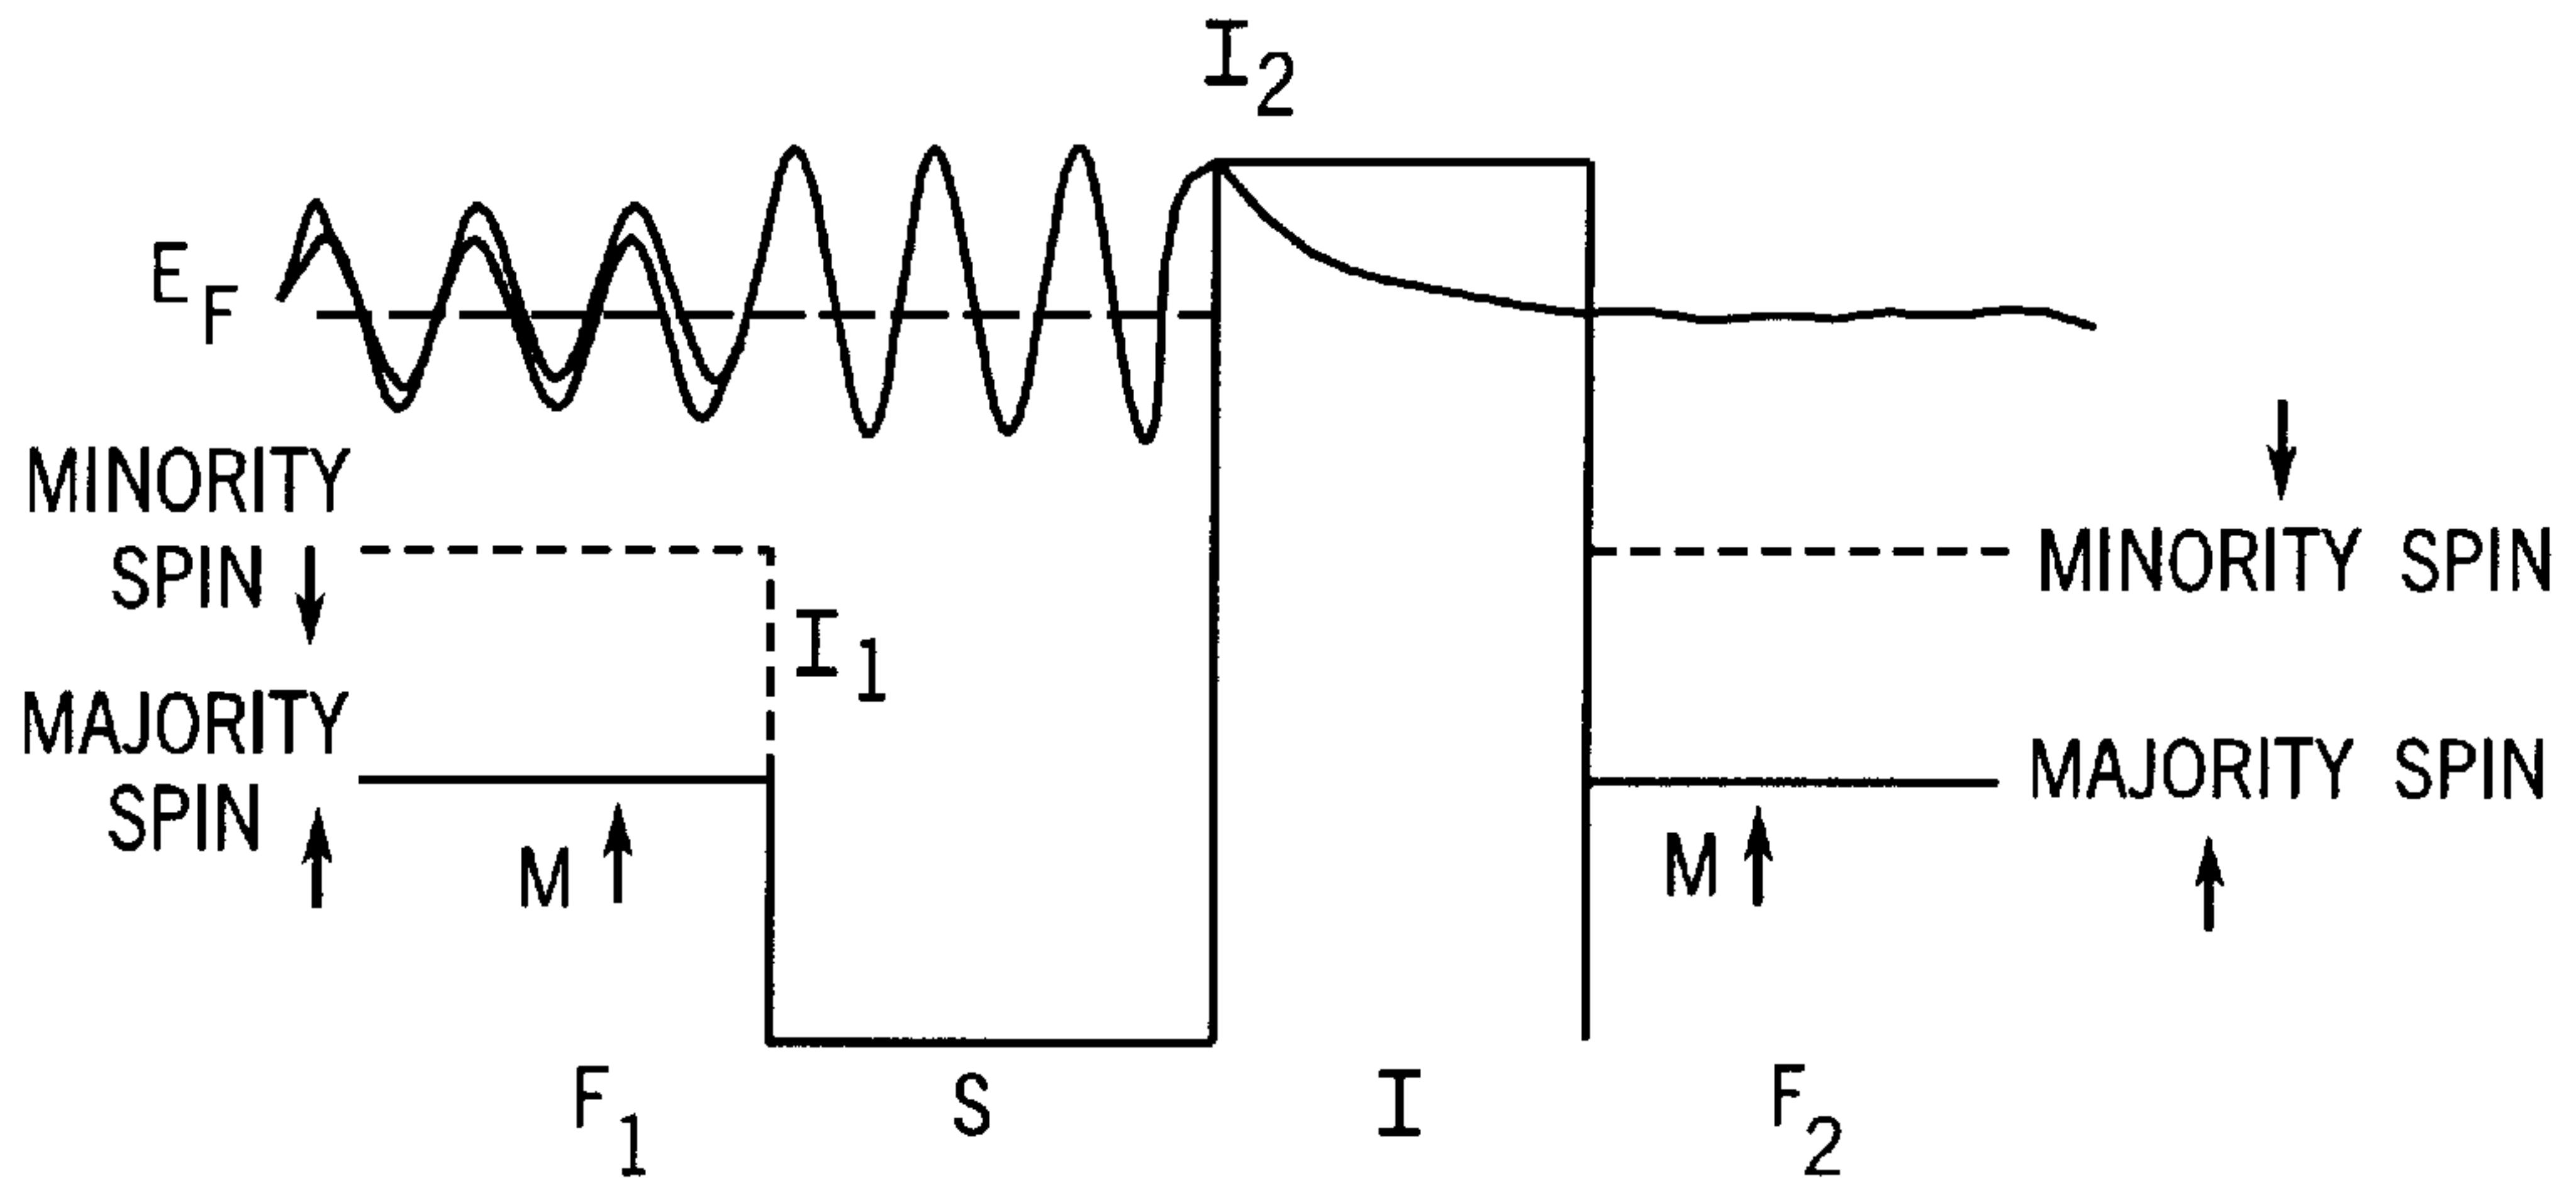 I2
EF
MINORITY
SPIN
MINORITY SPIN
I1
MAJORITY
SPIN
M
M
MAJORITY SPIN
F1
S
I
F2